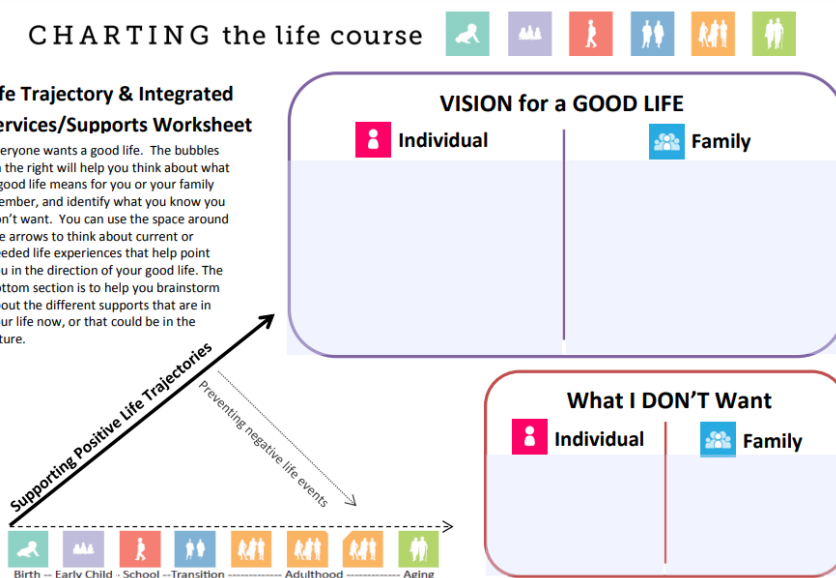 CHARTING the life course
fe Trajectory & Integrated
ervices/Supports Worksheet
eryone wants a good life. The bubbles
the right will help you think about what
good life means for you or your family
ember, and identify what you know you
n't want. You can use the space around
e arrows to think about current or
eded life experiences that help point
u in the direction of your good life. The
ottom section is to help you brainstorm
out the different supports that are in
ur life now, or that could be in the
ture.
VISION for a GOOD LIFE
Individual
Family
Supporting Positive Life Trajectories
Preventing negative life events
What I DON'T Want
Individual
Family
Birth -- Early Child - School --Transition ------------- Adulthood ------------- Aging